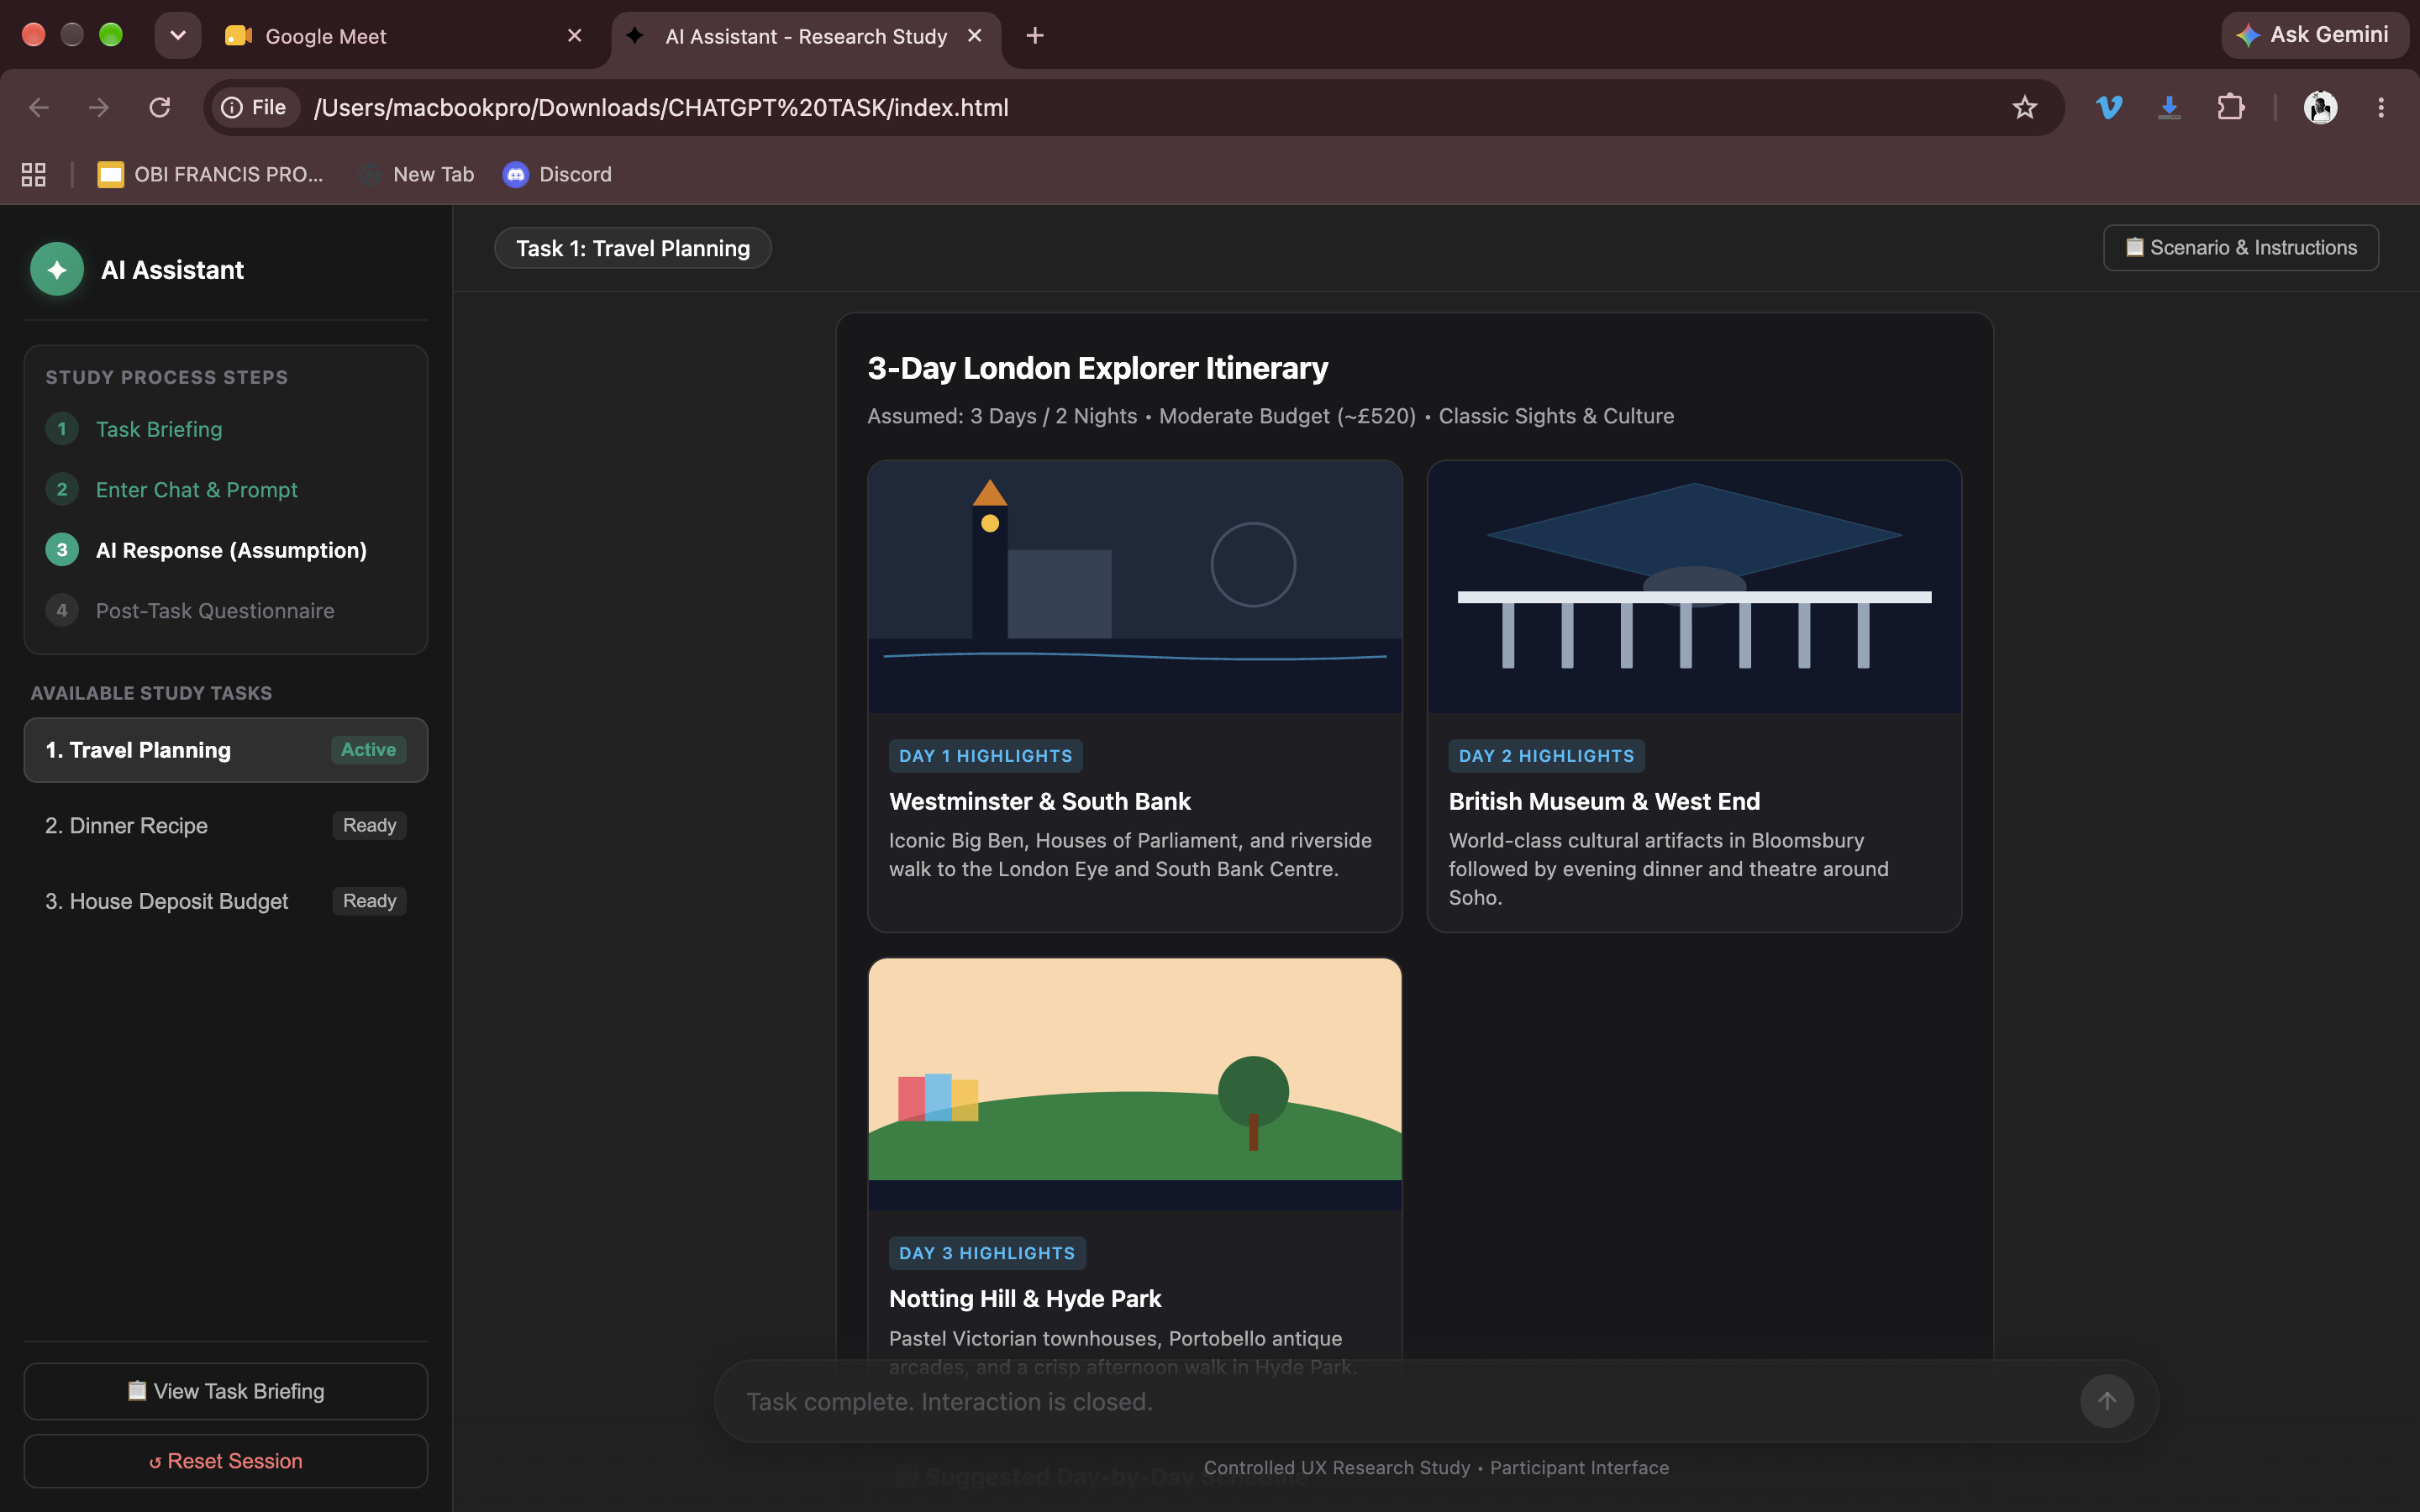 Google Meet
AI Assistant - Research Study
Ask Gemini
File
/Users/macbookpro/Downloads/CHATGPT%20TASK/index.html
OBI FRANCIS PRO...
New Tab
Discord
AI Assistant
STUDY PROCESS STEPS
1 Task Briefing
2 Enter Chat & Prompt
3 AI Response (Assumption)
4 Post-Task Questionnaire
AVAILABLE STUDY TASKS
1. Travel Planning Active
2. Dinner Recipe Ready
3. House Deposit Budget Ready
View Task Briefing
Reset Session
Task 1: Travel Planning
Scenario & Instructions
3-Day London Explorer Itinerary
Assumed: 3 Days / 2 Nights • Moderate Budget (~£520) • Classic Sights & Culture
DAY 1 HIGHLIGHTS
Westminster & South Bank
Iconic Big Ben, Houses of Parliament, and riverside
walk to the London Eye and South Bank Centre.
DAY 2 HIGHLIGHTS
British Museum & West End
World-class cultural artifacts in Bloomsbury
followed by evening dinner and theatre around
Soho.
DAY 3 HIGHLIGHTS
Notting Hill & Hyde Park
Pastel Victorian townhouses, Portobello antique
arcades, and a crisp afternoon walk in Hyde Park.
Task complete. Interaction is closed.
Suggested Day-by-Day
Controlled UX Research Study • Participant Interface